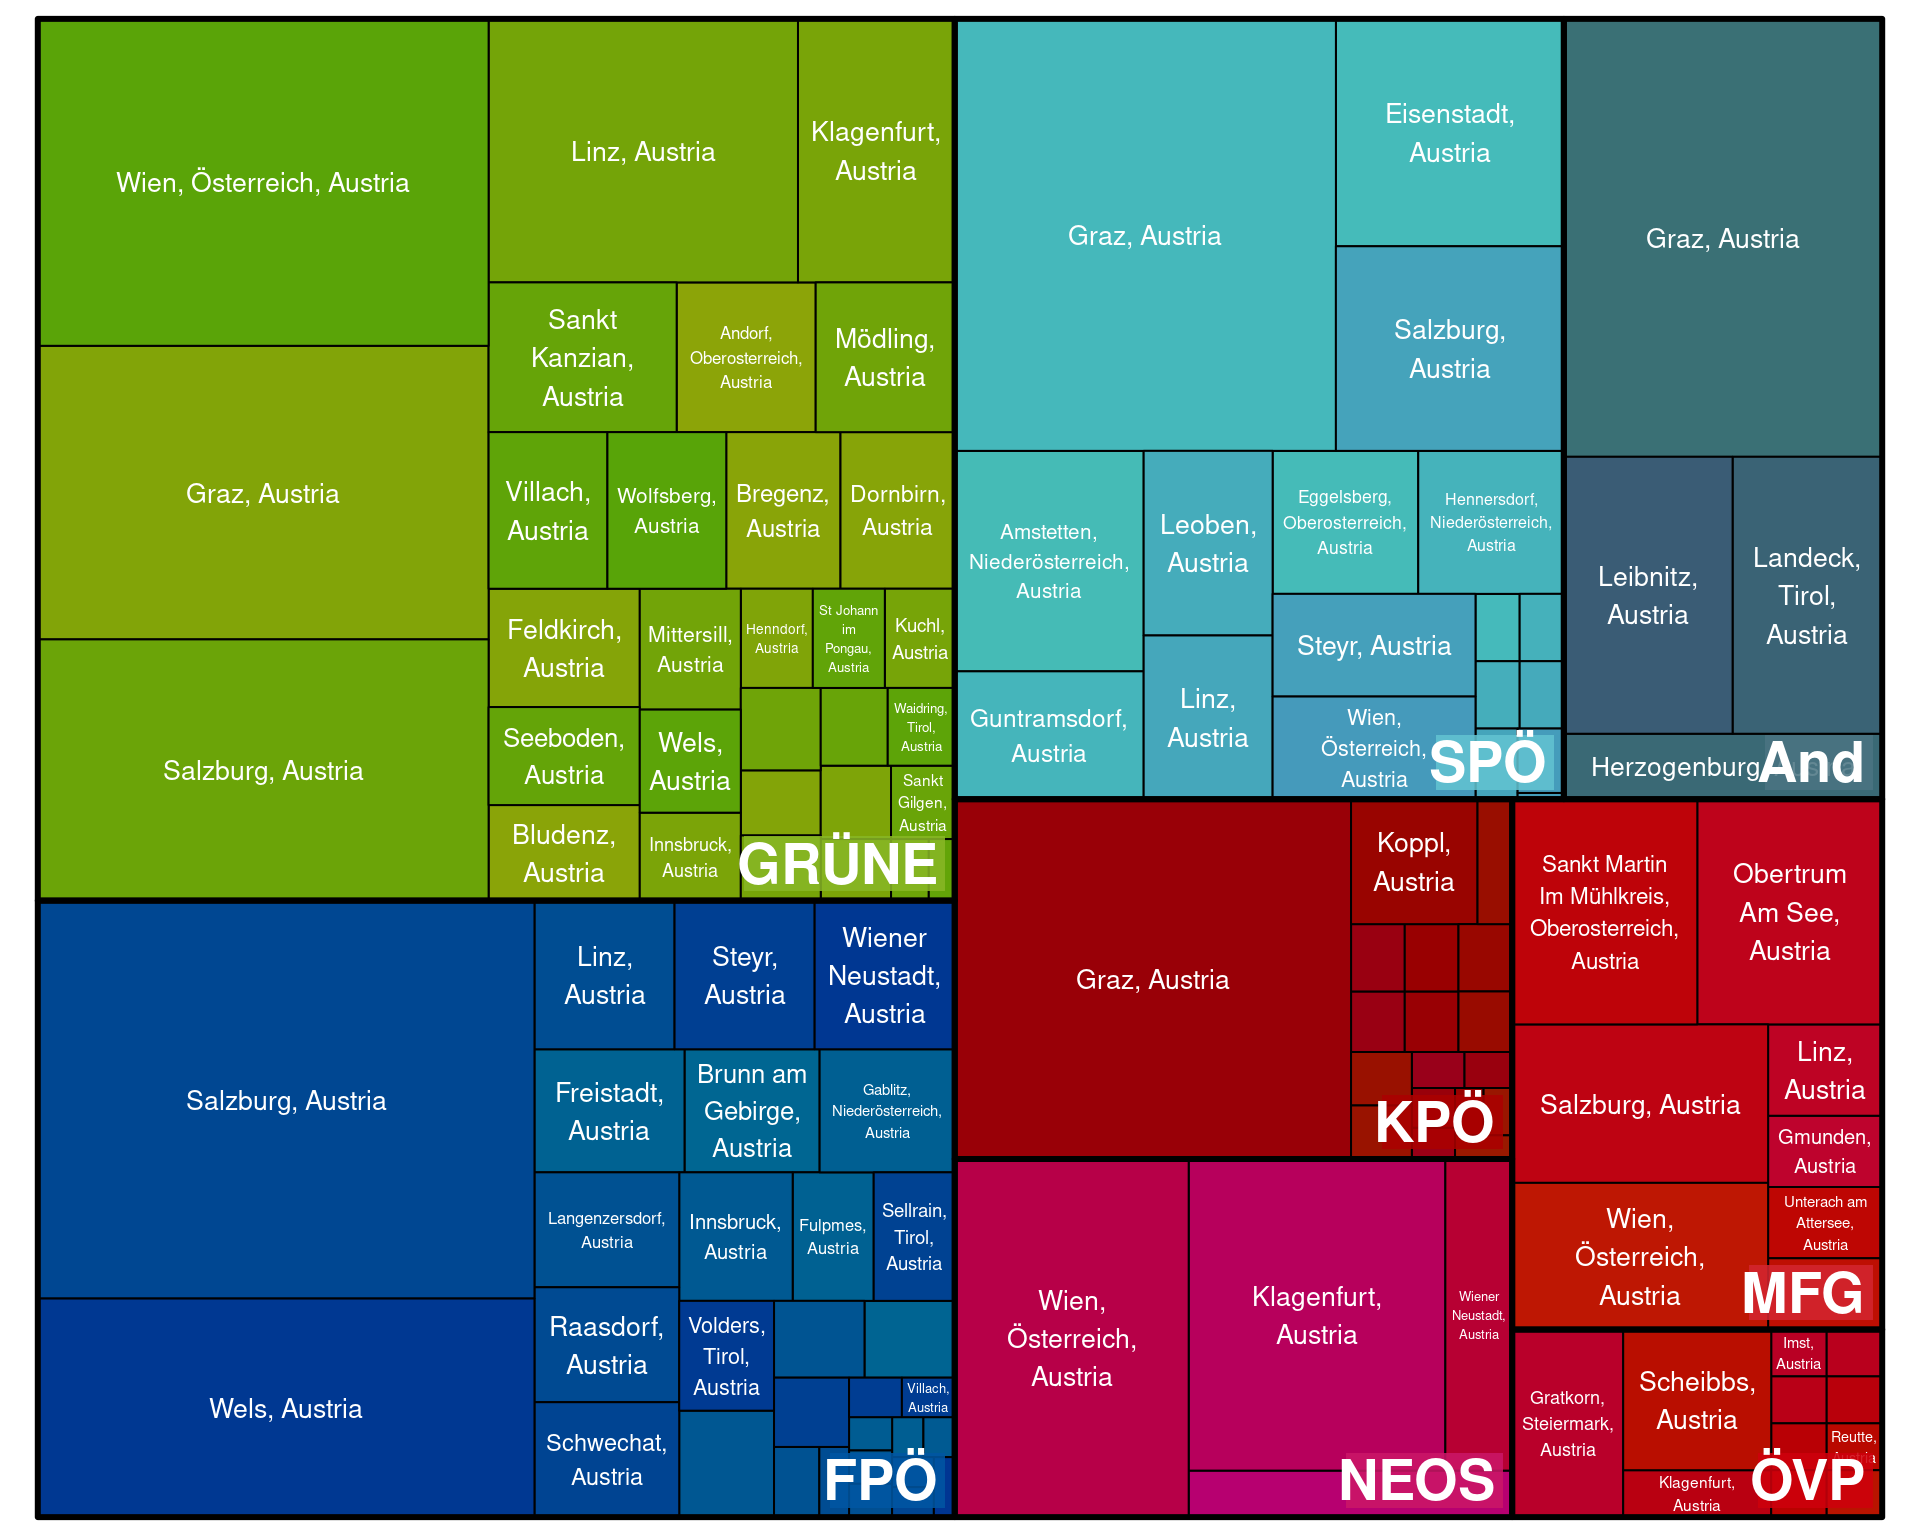 Wien, Österreich, Austria
Graz, Austria
Salzburg, Austria
Linz, Austria
Klagenfurt,
Austria
Sankt
Kanzian,
Austria
Andorf,
Oberosterreich,
Austria
Mödling,
Austria
Villach,
Austria
Wolfsberg,
Austria
Bregenz,
Austria
Dornbirn,
Austria
Feldkirch,
Austria
Seeboden,
Austria
Bludenz,
Austria
Mittersill,
Austria
Wels,
Austria
Innsbruck,
Austria
Henndorf,
Austria
St Johann
im
Pongau,
Austria
Kuchl,
Austria
Waidring,
Tirol,
Austria
Sankt
Gilgen,
Austria
GRÜNE
Salzburg, Austria
Wels, Austria
Linz,
Austria
Steyr,
Austria
Wiener
Neustadt,
Austria
Freistadt,
Austria
Brunn am
Gebirge,
Austria
Gablitz,
Niederösterreich,
Austria
Langenzersdorf,
Austria
Raasdorf,
Austria
Schwechat,
Austria
Innsbruck,
Austria
Fulpmes,
Austria
Sellrain,
Tirol,
Austria
Volders,
Tirol,
Austria
Villach,
Austria
FPÖ
Graz, Austria
Eisenstadt,
Austria
Salzburg,
Austria
Amstetten,
Niederösterreich,
Austria
Guntramsdorf,
Austria
Leoben,
Austria
Linz,
Austria
Eggelsberg,
Oberosterreich,
Austria
Hennersdorf,
Niederösterreich,
Austria
Steyr, Austria
Wien,
Österreich,
Austria
SPÖ
Graz, Austria
Leibnitz,
Austria
Landeck,
Tirol,
Austria
Herzogenburg
And
Graz, Austria
Koppl,
Austria
KPÖ
Wien,
Österreich,
Austria
Klagenfurt,
Austria
Wiener
Neustadt,
Austria
NEOS
Sankt Martin
Im Mühlkreis,
Oberosterreich,
Austria
Obertrum
Am See,
Austria
Salzburg, Austria
Wien,
Österreich,
Austria
Linz,
Austria
Gmunden,
Austria
Unterach am
Attersee,
Austria
MFG
Gratkorn,
Steiermark,
Austria
Scheibbs,
Austria
Klagenfurt,
Austria
Imst,
Austria
Reutte,
ÖVP